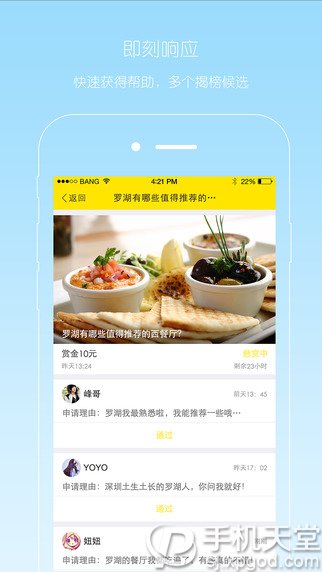 即刻响应
快速获得帮助，多个揭榜候选
BANG 4:21 PM 72%
返回 罗湖有哪些值得推荐的…
罗湖有哪些值得推荐的西餐厅?
赏金10元 悬赏中
昨天13:24 剩余23小时
峰哥 前天13：45
申请理由：罗湖我最熟悉啦，我能推荐一些哦…
通过
YOYO 昨天17：02
申请理由：深圳土生土长的罗湖人，你问我就好！
通过
妞妞
申请理由：罗湖的餐厅我
手机天堂
sjxpgood.com